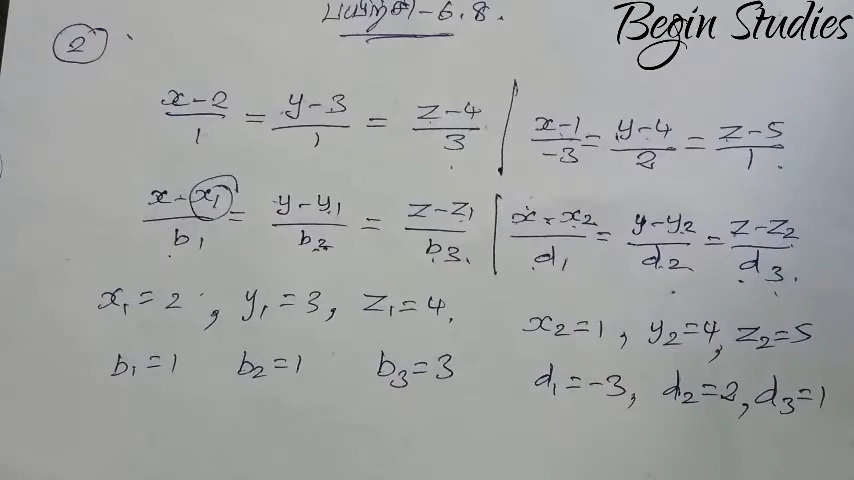 பயிற்சி - 6.8.
Begin Studies
2
x-2/1 = y-3/1 = z-4/3 | x-1/-3 = y-4/2 = z-5/1.
x-x₁/b₁ = y-y₁/b₂ = z-z₁/b₃. | x-x₂/d₁ = y-y₂/d₂ = z-z₂/d₃.
x₁=2, y₁=3, z₁=4.
x₂=1, y₂=4, z₂=5
b₁=1 b₂=1 b₃=3
d₁=-3, d₂=2, d₃=1